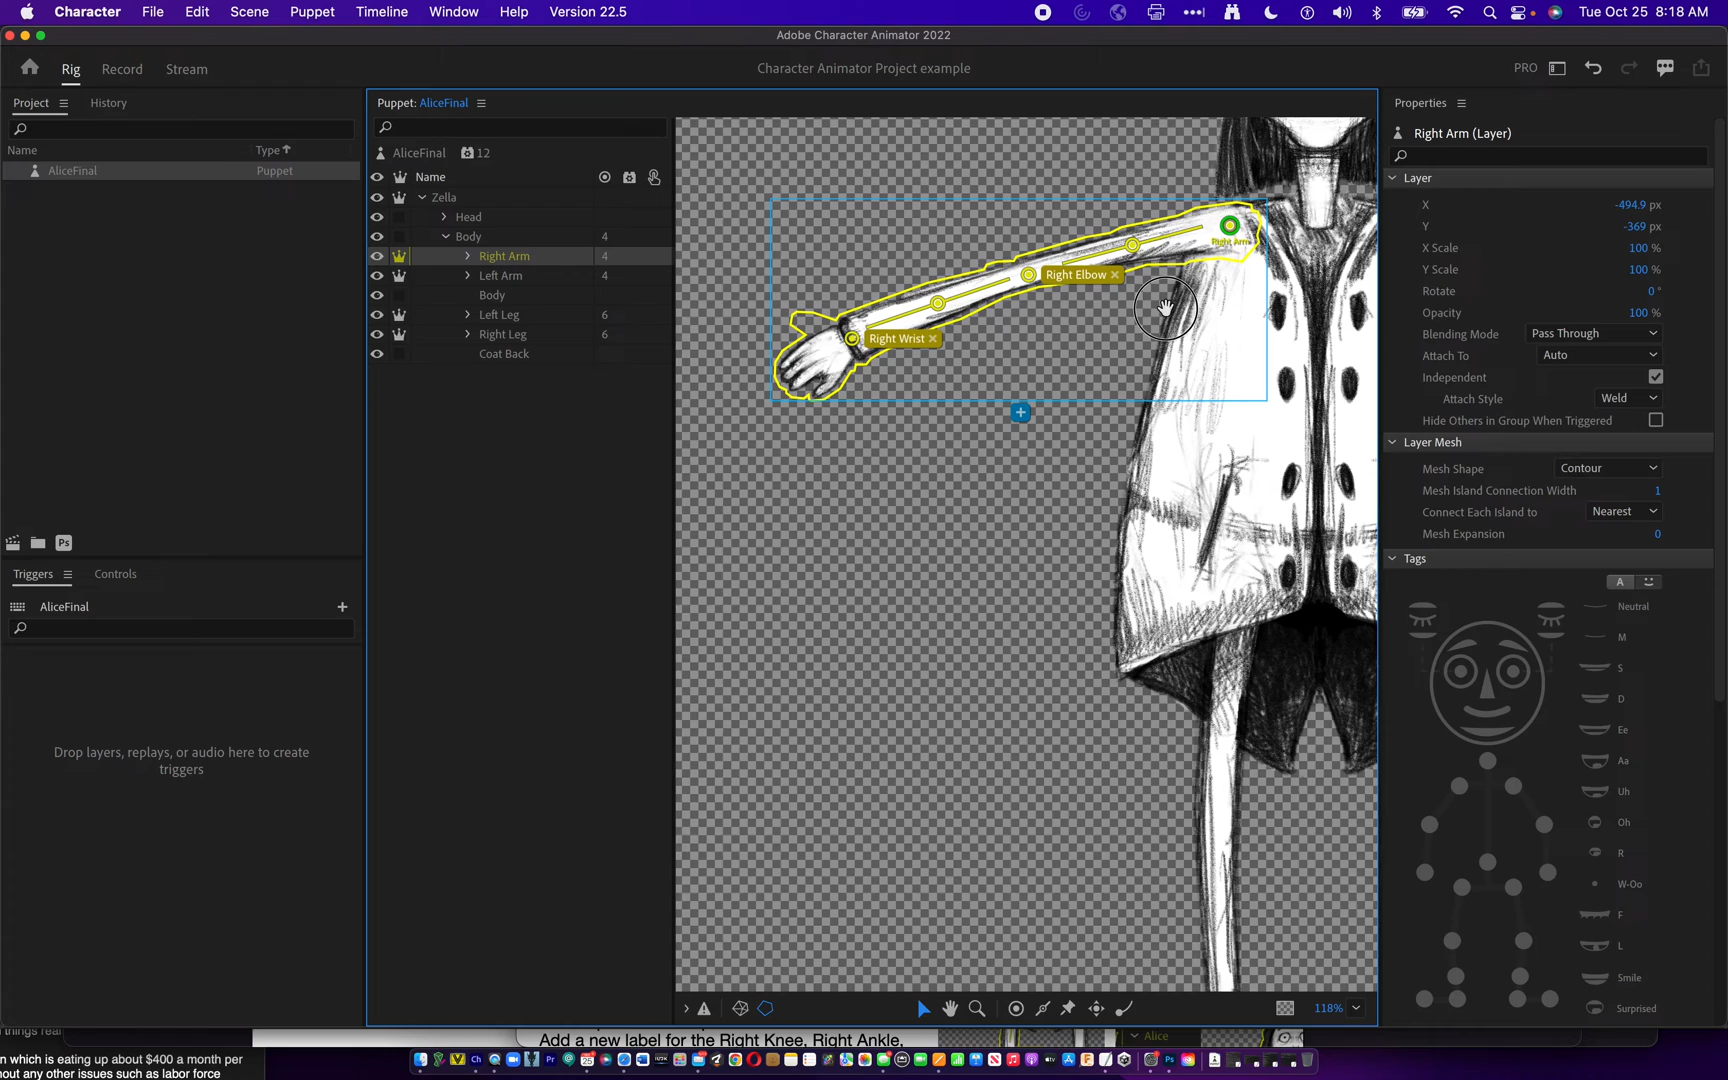 Character File Edit Scene Puppet Timeline Window Help Version 22.5 Tue Oct 25 8:18 AM
Adobe Character Animator 2022
Rig Record Stream
Character Animator Project example
PRO
Project History
Name Type
AliceFinal Puppet
Puppet: AliceFinal
AliceFinal 12
Name
Zella
Head
Body 4
Right Arm 4
Left Arm 4
Body
Left Leg 6
Right Leg 6
Coat Back
Right Arm
Right Elbow
Right Wrist
118%
Properties
Right Arm (Layer)
Layer
X -494.9 px
Y -369 px
X Scale 100 %
Y Scale 100 %
Rotate 0 °
Opacity 100 %
Blending Mode Pass Through
Attach To Auto
Independent
Attach Style Weld
Hide Others in Group When Triggered
Layer Mesh
Mesh Shape Contour
Mesh Island Connection Width 1
Connect Each Island to Nearest
Mesh Expansion 0
Tags
A
Neutral
M
S
D
Ee
Aa
Uh
Oh
R
W-Oo
F
L
Smile
Surprised
Ps
Triggers Controls
AliceFinal
Drop layers, replays, or audio here to create
triggers
things real
n which is eating up about $400 a month per
hout any other issues such as labor force
Add a new label for the Right Knee, Right Ankle,
Alice